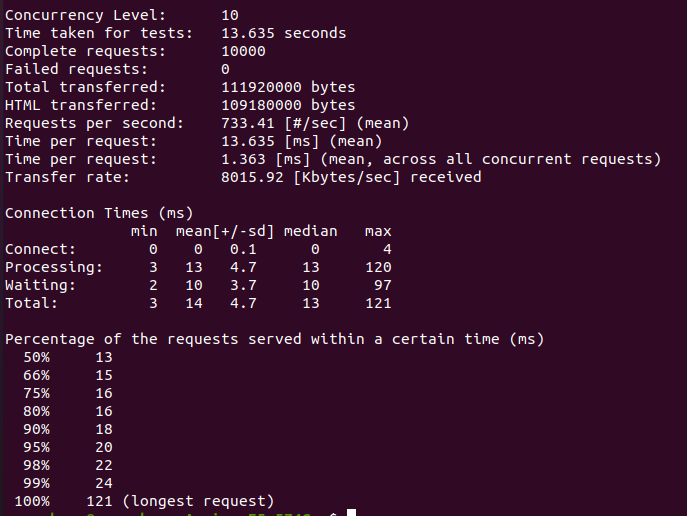 Concurrency Level:      10
Time taken for tests:   13.635 seconds
Complete requests:      10000
Failed requests:        0
Total transferred:      111920000 bytes
HTML transferred:       109180000 bytes
Requests per second:    733.41 [#/sec] (mean)
Time per request:       13.635 [ms] (mean)
Time per request:       1.363 [ms] (mean, across all concurrent requests)
Transfer rate:          8015.92 [Kbytes/sec] received

Connection Times (ms)
              min  mean[+/-sd] median   max
Connect:        0    0   0.1      0       4
Processing:     3   13   4.7     13     120
Waiting:        2   10   3.7     10      97
Total:          3   14   4.7     13     121

Percentage of the requests served within a certain time (ms)
  50%     13
  66%     15
  75%     16
  80%     16
  90%     18
  95%     20
  98%     22
  99%     24
 100%    121 (longest request)